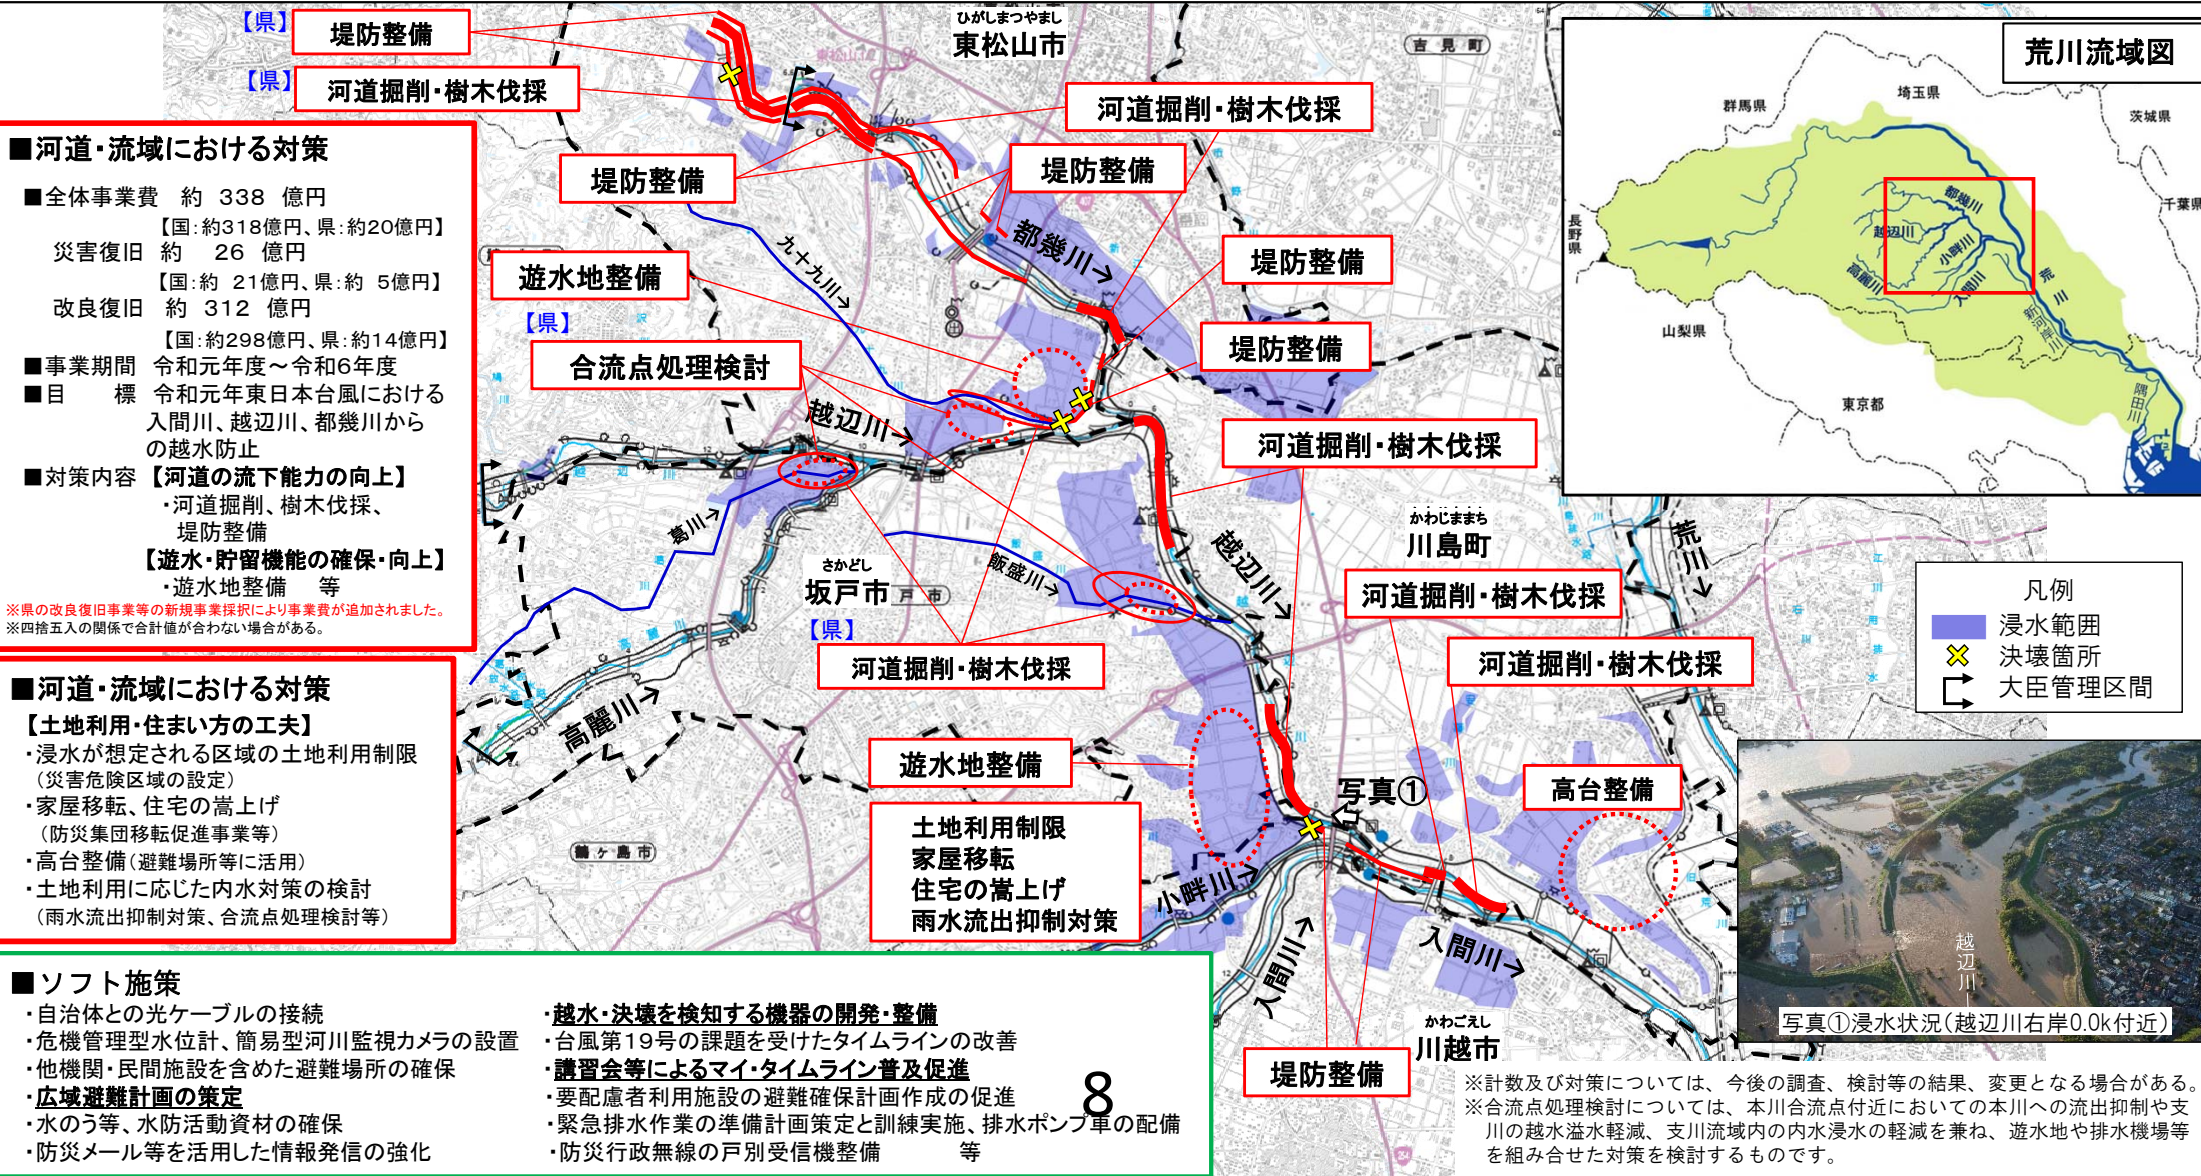 【県】
堤防整備
【県】
河道掘削・樹木伐採
ひがしまつやまし
東松山市
吉見町
河道掘削・樹木伐採
堤防整備
堤防整備
都幾川→
堤防整備
九十九川→
遊水地整備
【県】
合流点処理検討
堤防整備
越辺川→
河道掘削・樹木伐採
葛川→
さかどし
坂戸市
戸市
飯盛川→
越辺川→
かわじままち
川島町
荒川→
【県】
河道掘削・樹木伐採
河道掘削・樹木伐採
河道掘削・樹木伐採
高麗川→
遊水地整備
写真①
高台整備
土地利用制限
家屋移転
住宅の嵩上げ
雨水流出抑制対策
鶴ヶ島市
小畔川→
入間川→
入間川→
かわごえし
川越市
堤防整備
■河道・流域における対策
■全体事業費 約 338 億円
【国:約318億円、県:約20億円】
災害復旧 約 26 億円
【国:約 21億円、県:約 5億円】
改良復旧 約 312 億円
【国:約298億円、県:約14億円】
■事業期間 令和元年度～令和6年度
■目 標 令和元年東日本台風における
入間川、越辺川、都幾川から
の越水防止
■対策内容 【河道の流下能力の向上】
・河道掘削、樹木伐採、
堤防整備
【遊水・貯留機能の確保・向上】
・遊水地整備 等
※県の改良復旧事業等の新規事業採択により事業費が追加されました。
※四捨五入の関係で合計値が合わない場合がある。
■河道・流域における対策
【土地利用・住まい方の工夫】
・浸水が想定される区域の土地利用制限
(災害危険区域の設定)
・家屋移転、住宅の嵩上げ
(防災集団移転促進事業等)
・高台整備(避難場所等に活用)
・土地利用に応じた内水対策の検討
(雨水流出抑制対策、合流点処理検討等)
■ソフト施策
・自治体との光ケーブルの接続
・危機管理型水位計、簡易型河川監視カメラの設置
・他機関・民間施設を含めた避難場所の確保
・広域避難計画の策定
・水のう等、水防活動資材の確保
・防災メール等を活用した情報発信の強化
・越水・決壊を検知する機器の開発・整備
・台風第19号の課題を受けたタイムラインの改善
・講習会等によるマイ・タイムライン普及促進
・要配慮者利用施設の避難確保計画作成の促進
・緊急排水作業の準備計画策定と訓練実施、排水ポンプ車の配備
・防災行政無線の戸別受信機整備 等
8
荒川流域図
群馬県
埼玉県
茨城県
千葉県
長野県
山梨県
東京都
都幾川
越辺川
小畔川
高麗川
入間川
荒川
新河岸川
隅田川
凡例
浸水範囲
決壊箇所
大臣管理区間
越辺川
写真①浸水状況(越辺川右岸0.0k付近)
※計数及び対策については、今後の調査、検討等の結果、変更となる場合がある。
※合流点処理検討については、本川合流点付近においての本川への流出抑制や支
川の越水溢水軽減、支川流域内の内水浸水の軽減を兼ね、遊水地や排水機場等
を組み合せた対策を検討するものです。